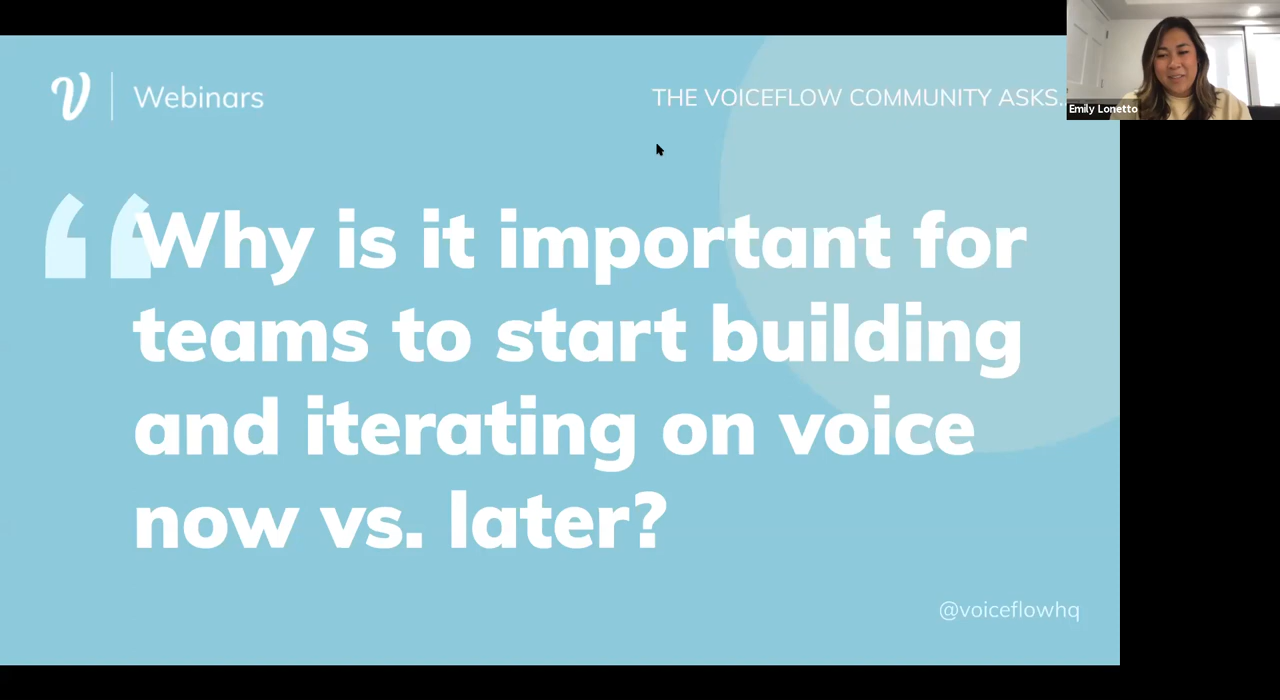 Webinars
THE VOICEFLOW COMMUNITY ASKS.
Emily Lonetto
“Why is it important for
teams to start building
and iterating on voice
now vs. later?
@voiceflowhq